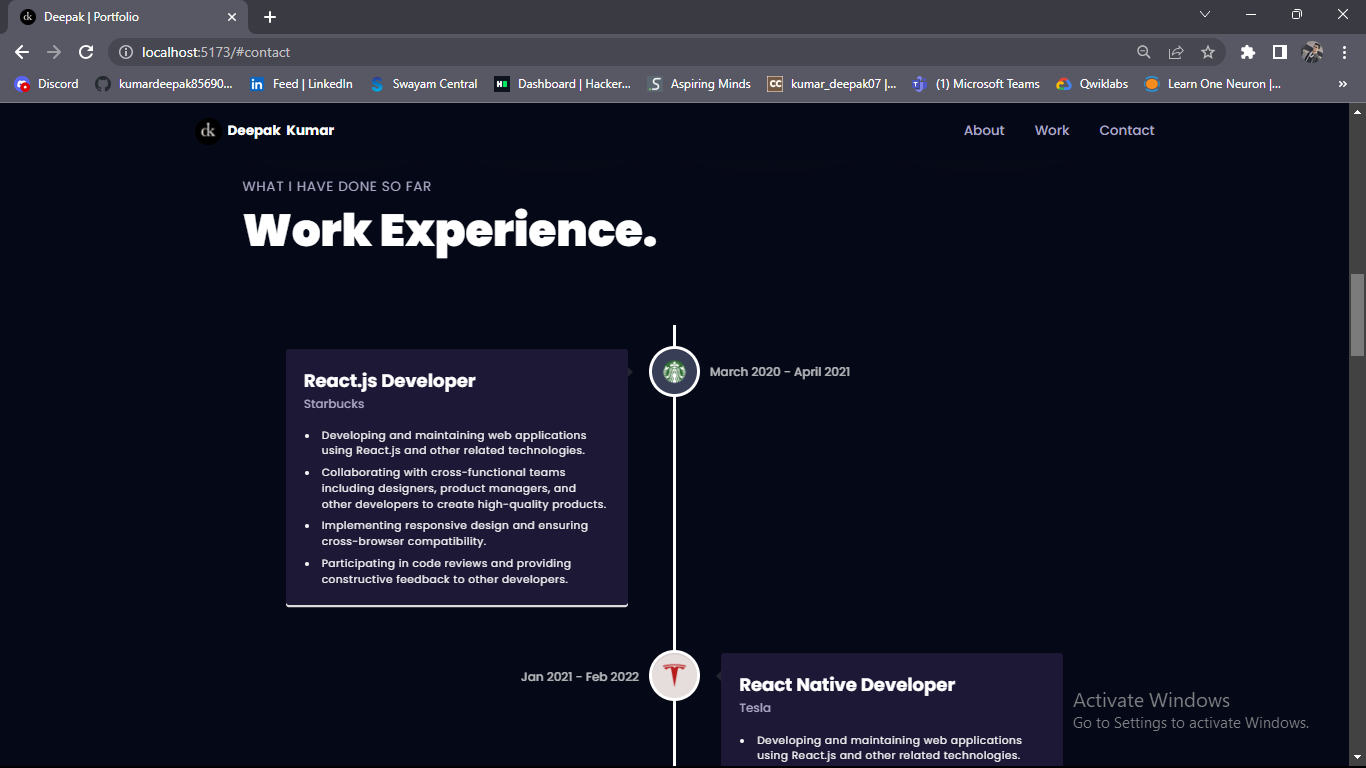 dk Deepak | Portfolio
localhost:5173/#contact
Discord kumardeepak85690... in Feed | LinkedIn Swayam Central Dashboard | Hacker... Aspiring Minds CC kumar_deepak07 |... (1) Microsoft Teams Qwiklabs Learn One Neuron |... »
dk Deepak Kumar About Work Contact
WHAT I HAVE DONE SO FAR
Work Experience.
React.js Developer
Starbucks
March 2020 - April 2021
• Developing and maintaining web applications
using React.js and other related technologies.
• Collaborating with cross-functional teams
including designers, product managers, and
other developers to create high-quality products.
• Implementing responsive design and ensuring
cross-browser compatibility.
• Participating in code reviews and providing
constructive feedback to other developers.
Jan 2021 - Feb 2022
React Native Developer
Tesla
• Developing and maintaining web applications
using React.js and other related technologies.
Activate Windows
Go to Settings to activate Windows.